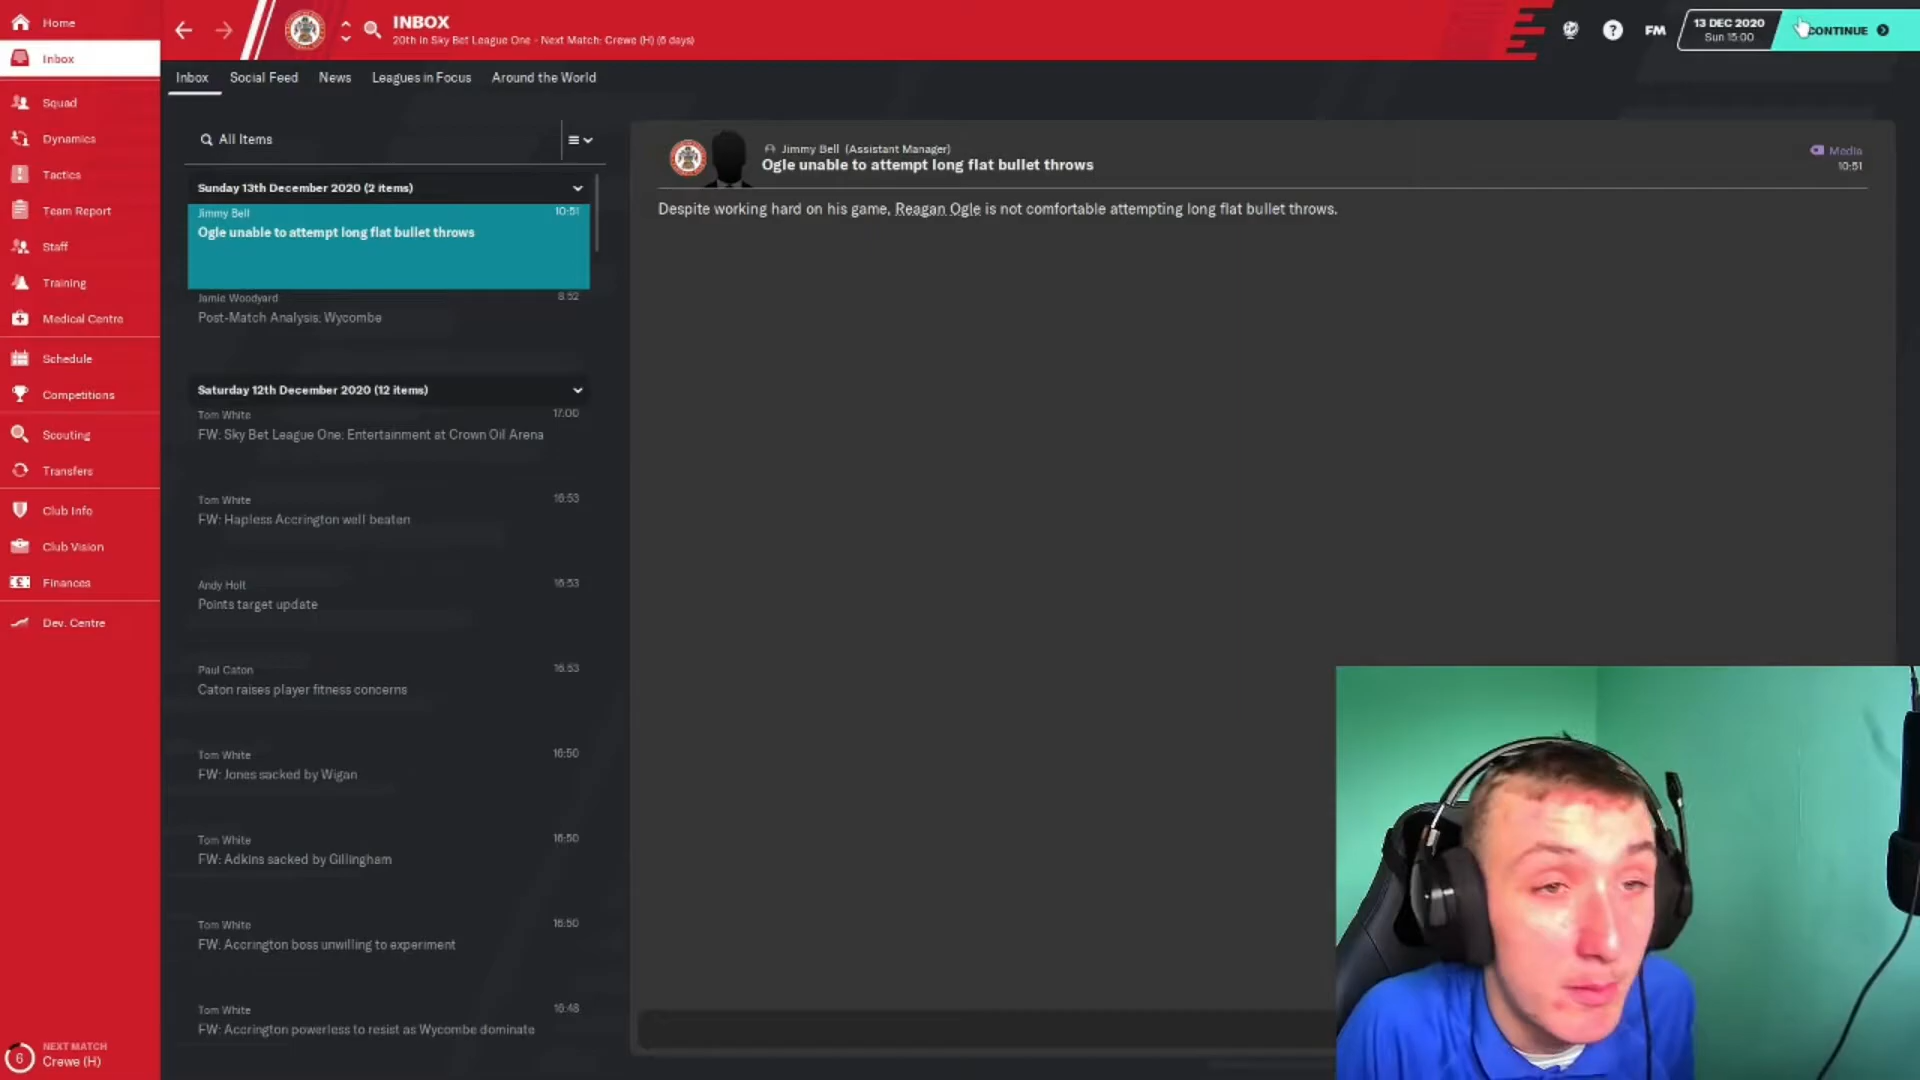 Home
Inbox
Squad
Dynamics
Tactics
Team Report
Staff
Training
Medical Centre
Schedule
Competitions
Scouting
Transfers
Club Info
Club Vision
Finances
Dev. Centre
6
NEXT MATCH
Crewe (H)
INBOX
20th in Sky Bet League One - Next Match: Crewe (H) (6 days)
FM
13 DEC 2020
Sun 15:00
CONTINUE
Inbox Social Feed News Leagues in Focus Around the World
All Items
Sunday 13th December 2020 (2 items)
Jimmy Bell 10:51
Ogle unable to attempt long flat bullet throws
Jamie Woodyard 8:52
Post-Match Analysis: Wycombe
Saturday 12th December 2020 (12 items)
Tom White 17:00
FW: Sky Bet League One: Entertainment at Crown Oil Arena
Tom White 16:53
FW: Hapless Accrington well beaten
Andy Holt 16:53
Points target update
Paul Caton 16:53
Caton raises player fitness concerns
Tom White 16:50
FW: Jones sacked by Wigan
Tom White 16:50
FW: Adkins sacked by Gillingham
Tom White 16:50
FW: Accrington boss unwilling to experiment
Tom White 16:48
FW: Accrington powerless to resist as Wycombe dominate
Jimmy Bell (Assistant Manager)
Ogle unable to attempt long flat bullet throws
Media
10:51
Despite working hard on his game, Reagan Ogle is not comfortable attempting long flat bullet throws.